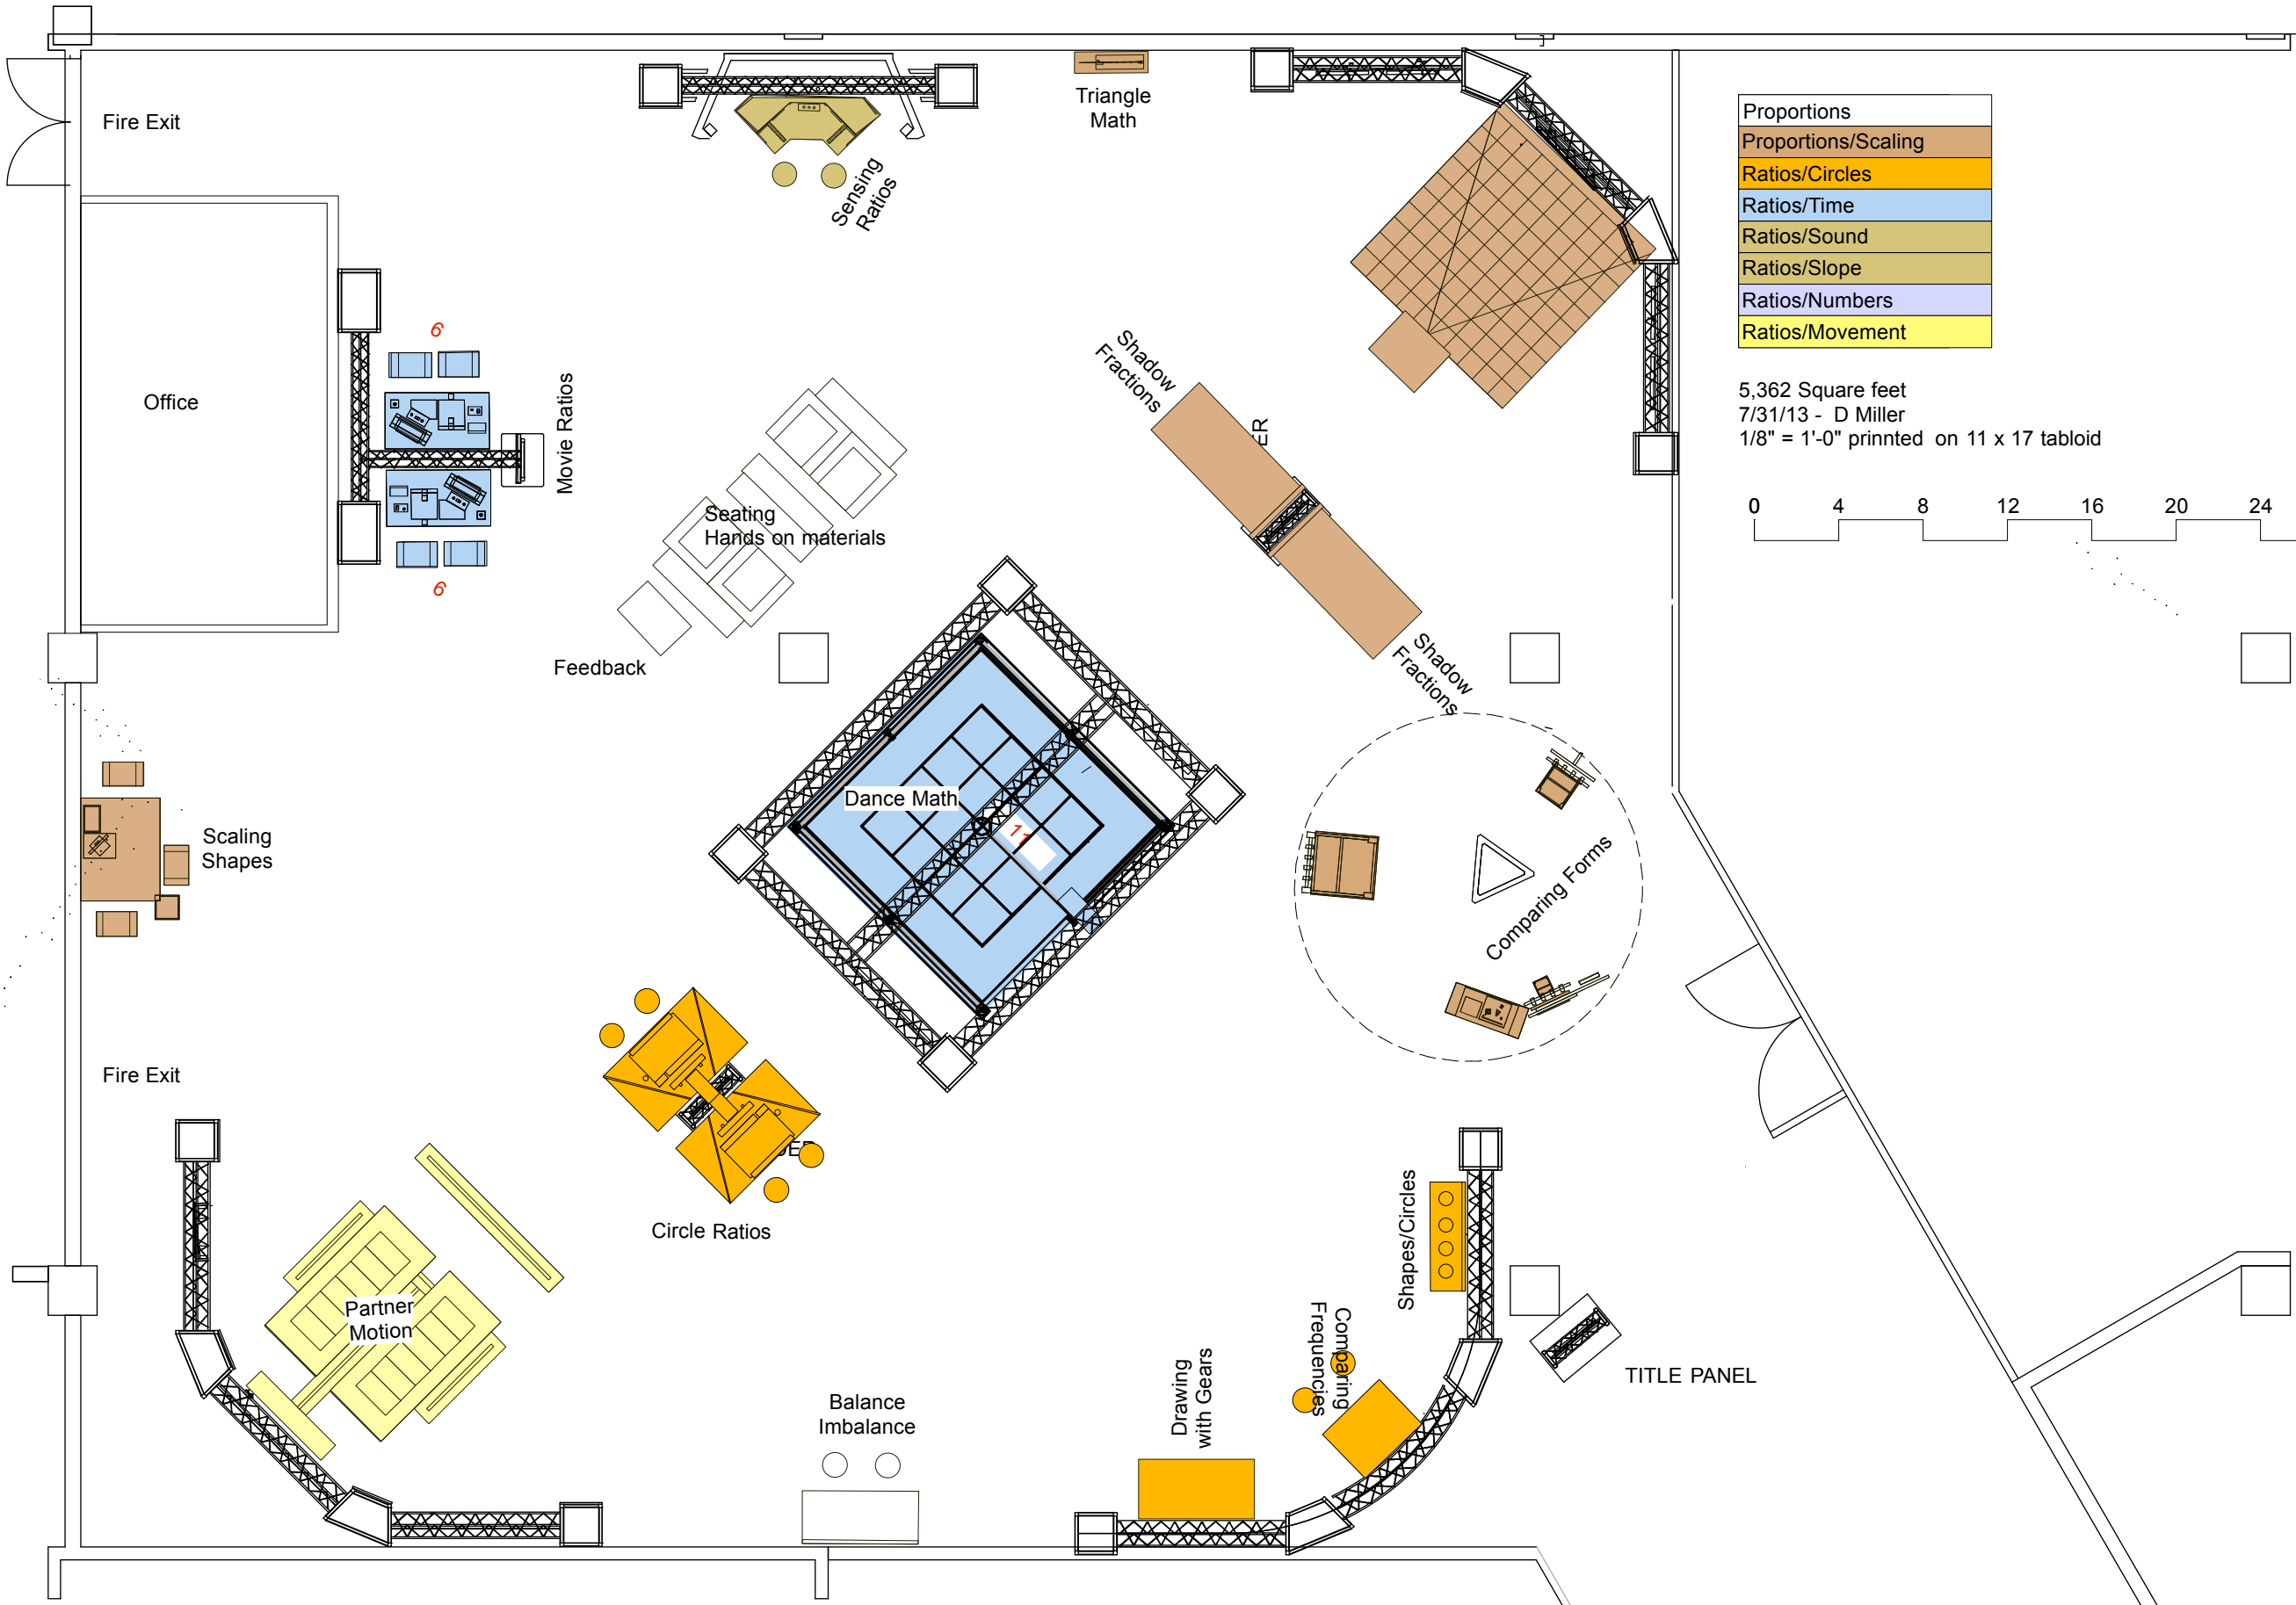 Fire Exit
Triangle
Math
Sensing
Ratios
Proportions
Proportions/Scaling
Ratios/Circles
Ratios/Time
Ratios/Sound
Ratios/Slope
Ratios/Numbers
Ratios/Movement
5,362 Square feet
7/31/13 - D Miller
1/8" = 1'-0" prinnted on 11 x 17 tabloid
0 4 8 12 16 20 24
Office
6
Movie Ratios
6
Shadow
Fractions
ER
Seating
Hands on materials
Feedback
Shadow
Fractions
Dance Math
11
Scaling
Shapes
Comparing Forms
Fire Exit
Circle Ratios
Partner
Motion
Balance
Imbalance
Drawing
with Gears
Comparing
Frequencies
Shapes/Circles
TITLE PANEL